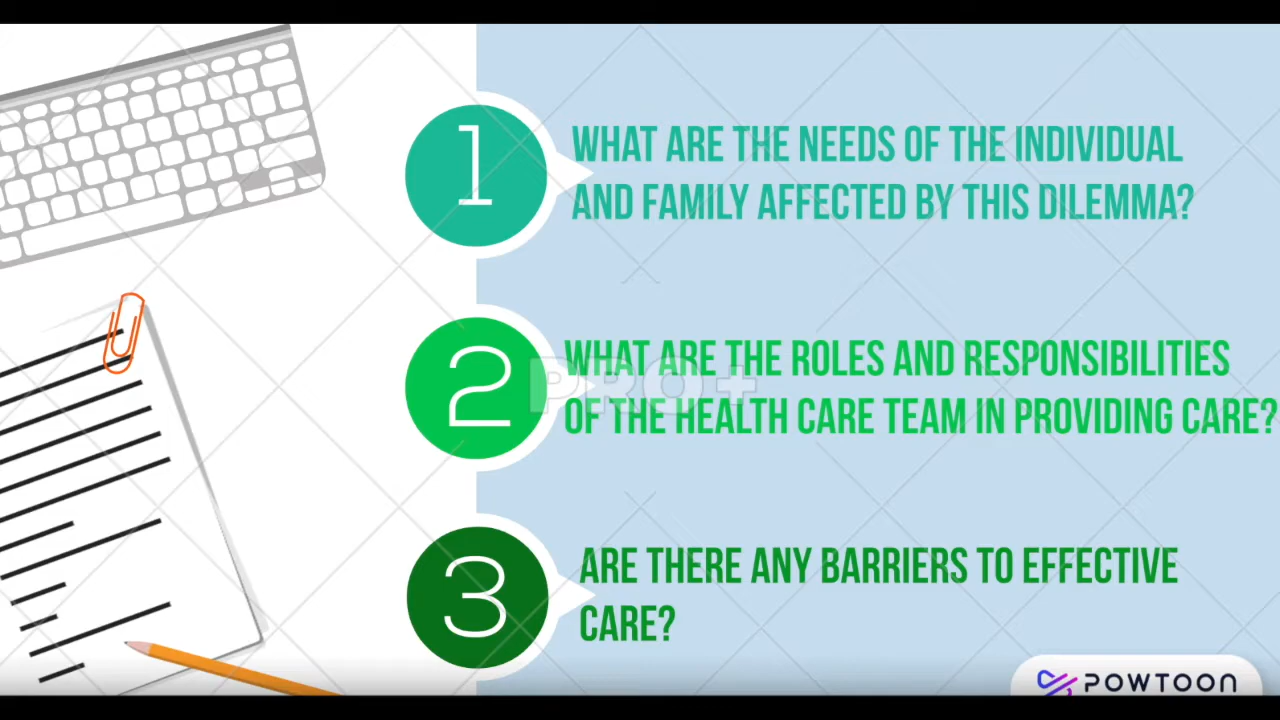 1
WHAT ARE THE NEEDS OF THE INDIVIDUAL
AND FAMILY AFFECTED BY THIS DILEMMA?
2
WHAT ARE THE ROLES AND RESPONSIBILITIES
OF THE HEALTH CARE TEAM IN PROVIDING CARE?
PRO+
3
ARE THERE ANY BARRIERS TO EFFECTIVE
CARE?
POWTOON